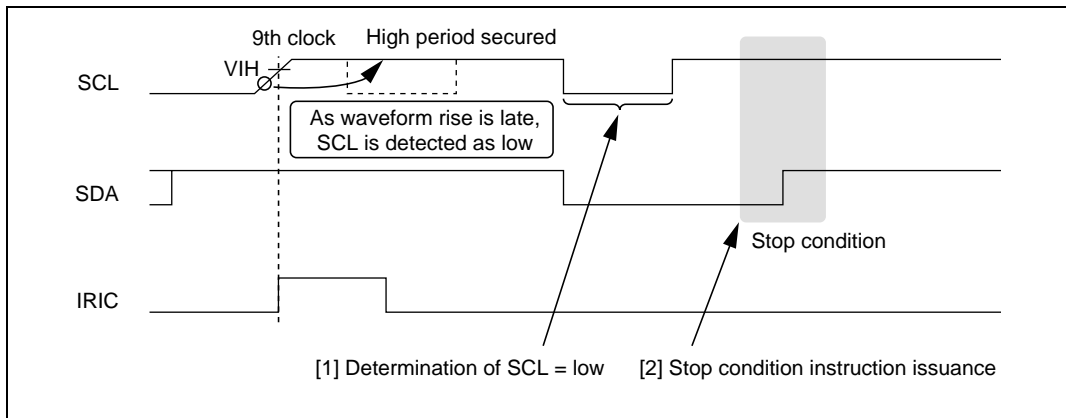 9th clock
High period secured
VIH
SCL
As waveform rise is late,
SCL is detected as low
SDA
Stop condition
IRIC
[1] Determination of SCL = low
[2] Stop condition instruction issuance